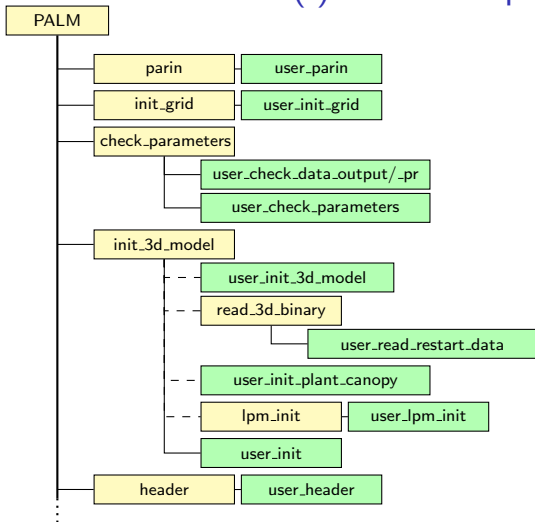 PALM
parin user_parin
init_grid user_init_grid
check_parameters
user_check_data_output/_pr
user_check_parameters
init_3d_model
user_init_3d_model
read_3d_binary
user_read_restart_data
user_init_plant_canopy
lpm_init user_lpm_init
user_init
header user_header